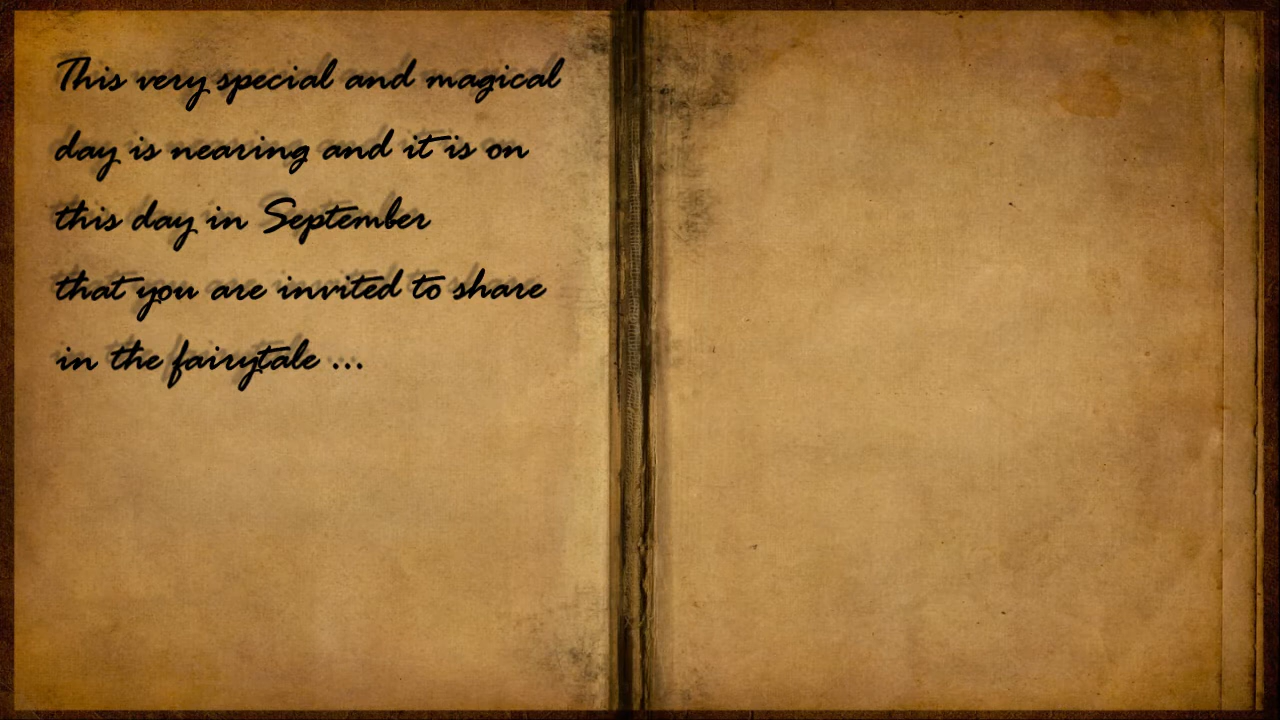 This very special and magical
day is nearing and it is on
this day in September
that you are invited to share
in the fairytale ...